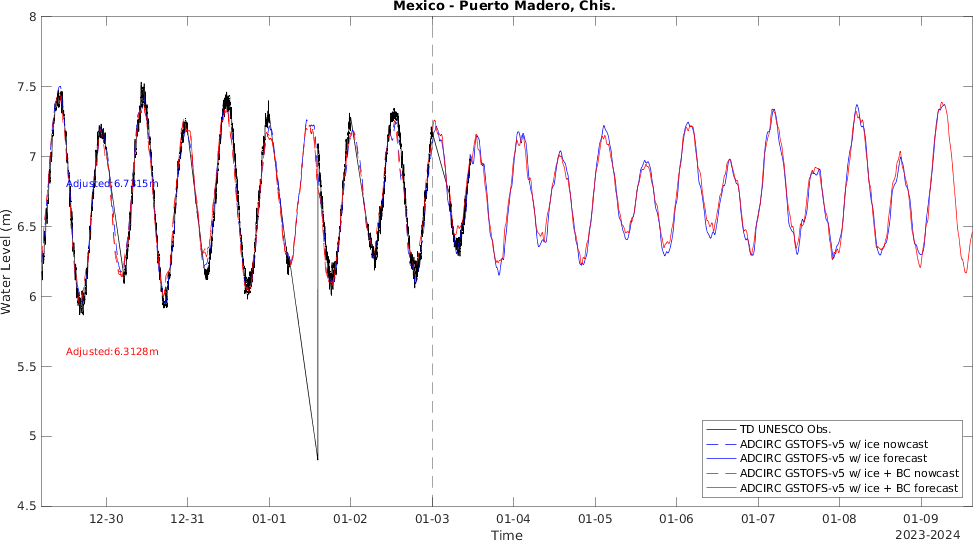 Mexico - Puerto Madero, Chis.
8
7.5
7
6.5
6
5.5
5
4.5
Water Level (m)
Adjusted:6.7315m
Adjusted:6.3128m
TD UNESCO Obs.
ADCIRC GSTOFS-v5 w/ ice nowcast
ADCIRC GSTOFS-v5 w/ ice forecast
ADCIRC GSTOFS-v5 w/ ice + BC nowcast
ADCIRC GSTOFS-v5 w/ ice + BC forecast
12-30
12-31
01-01
01-02
01-03
01-04
01-05
01-06
01-07
01-08
01-09
Time
2023-2024